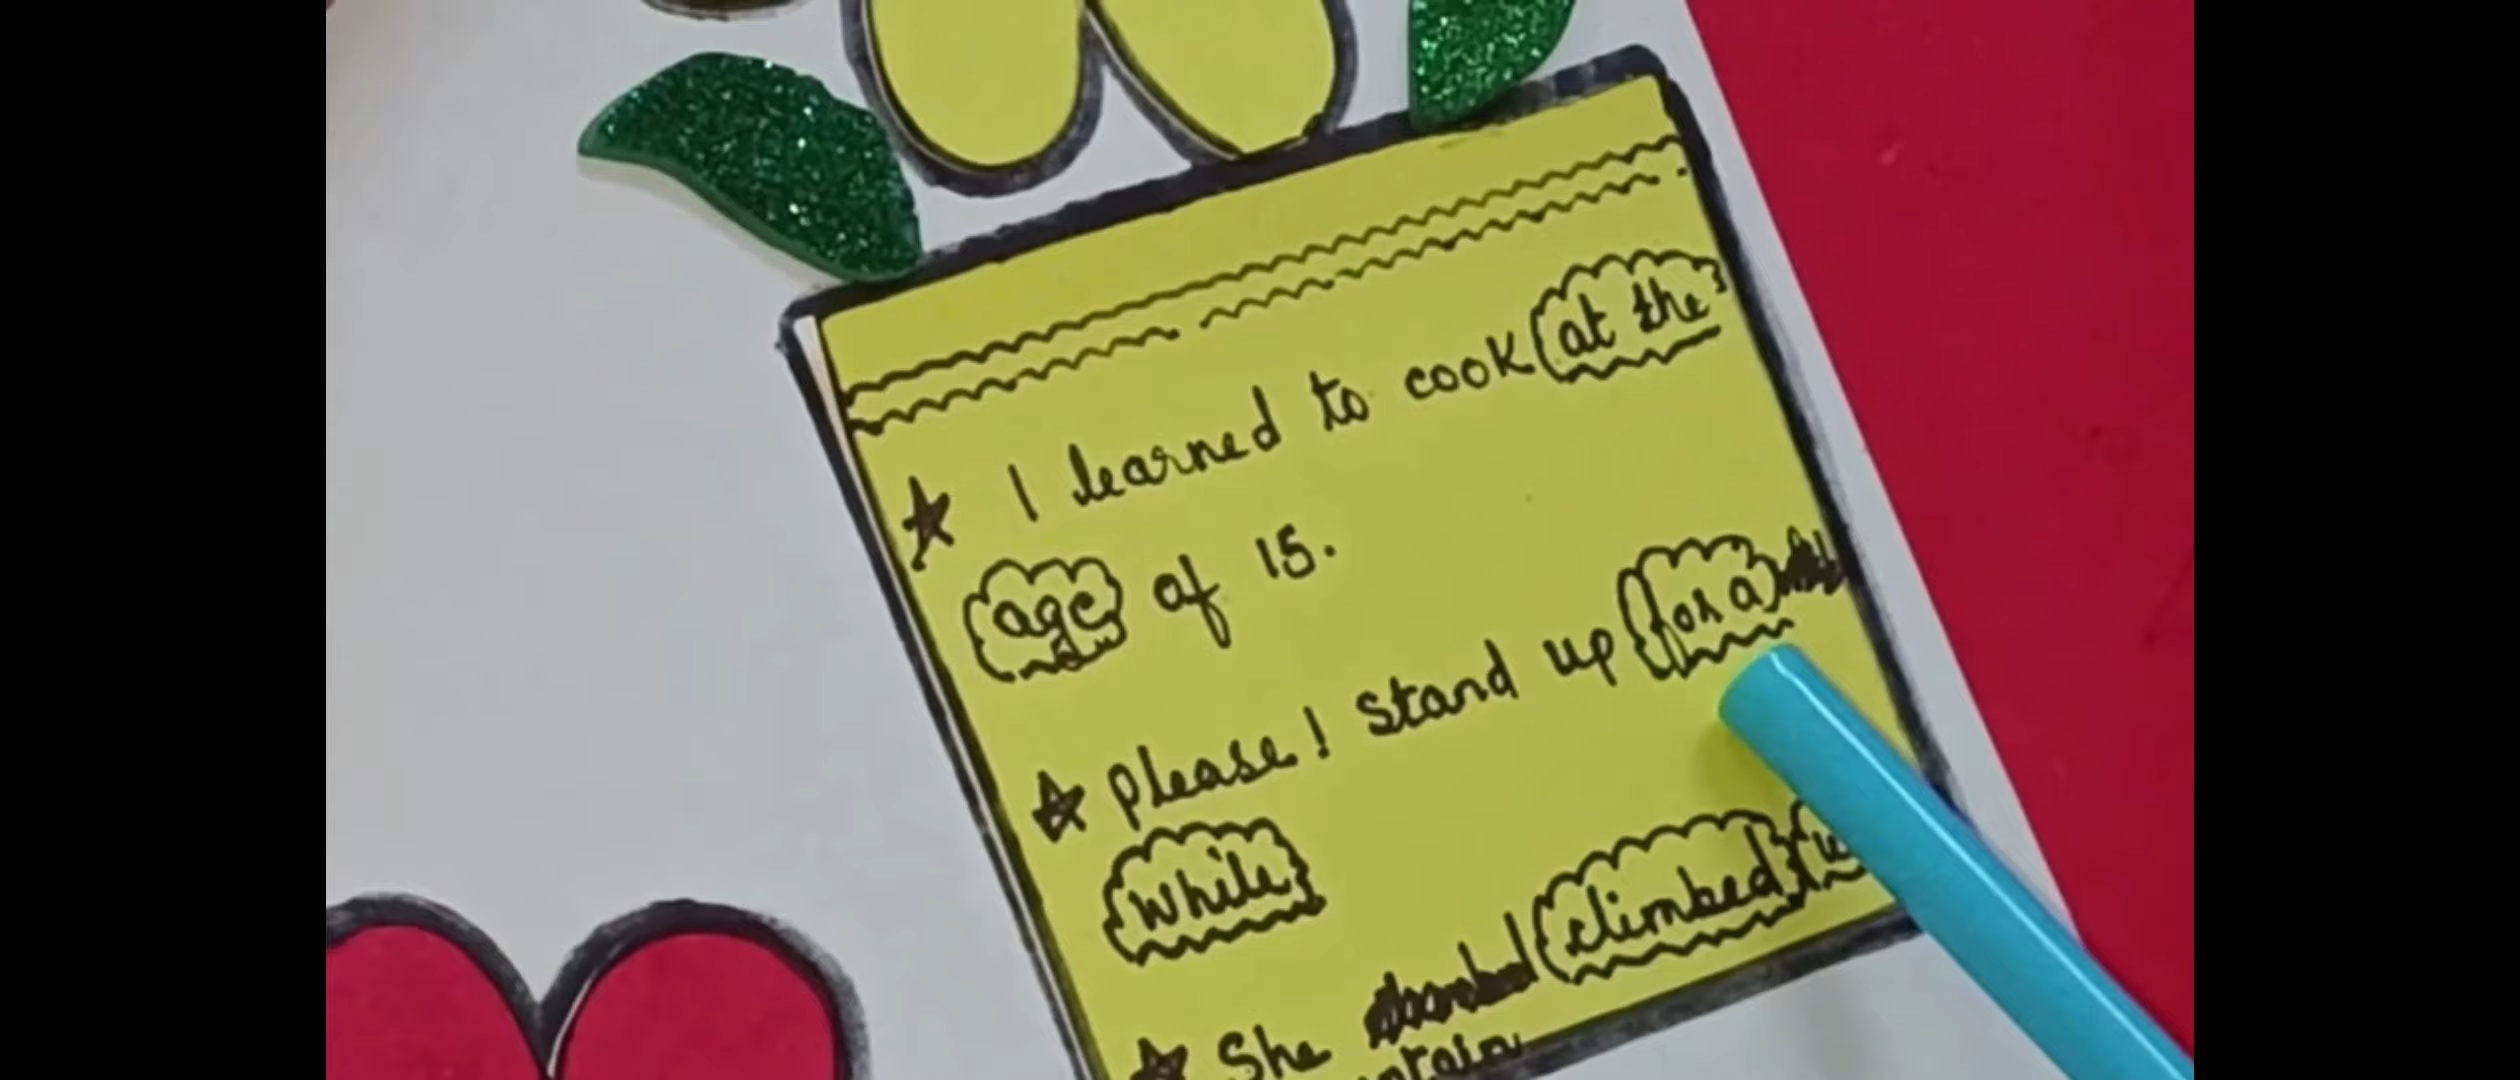 I learned to cook at the
age of 15.
please! stand up for a
while
She climbed